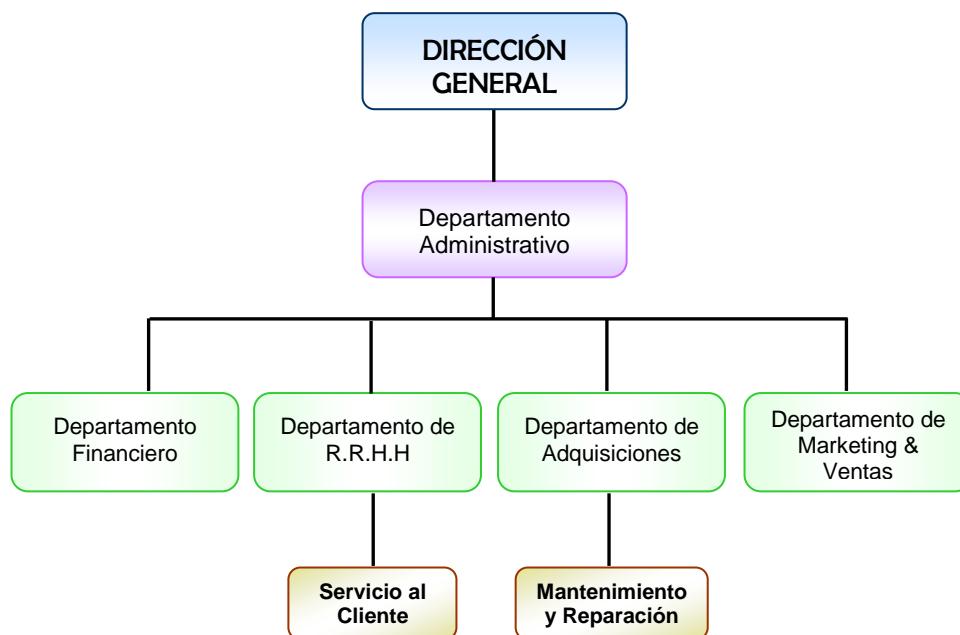 DIRECCIÓN
GENERAL
Departamento
Administrativo
Departamento
Financiero
Departamento de
R.R.H.H
Departamento de
Adquisiciones
Departamento de
Marketing &
Ventas
Servicio al
Cliente
Mantenimiento
y Reparación